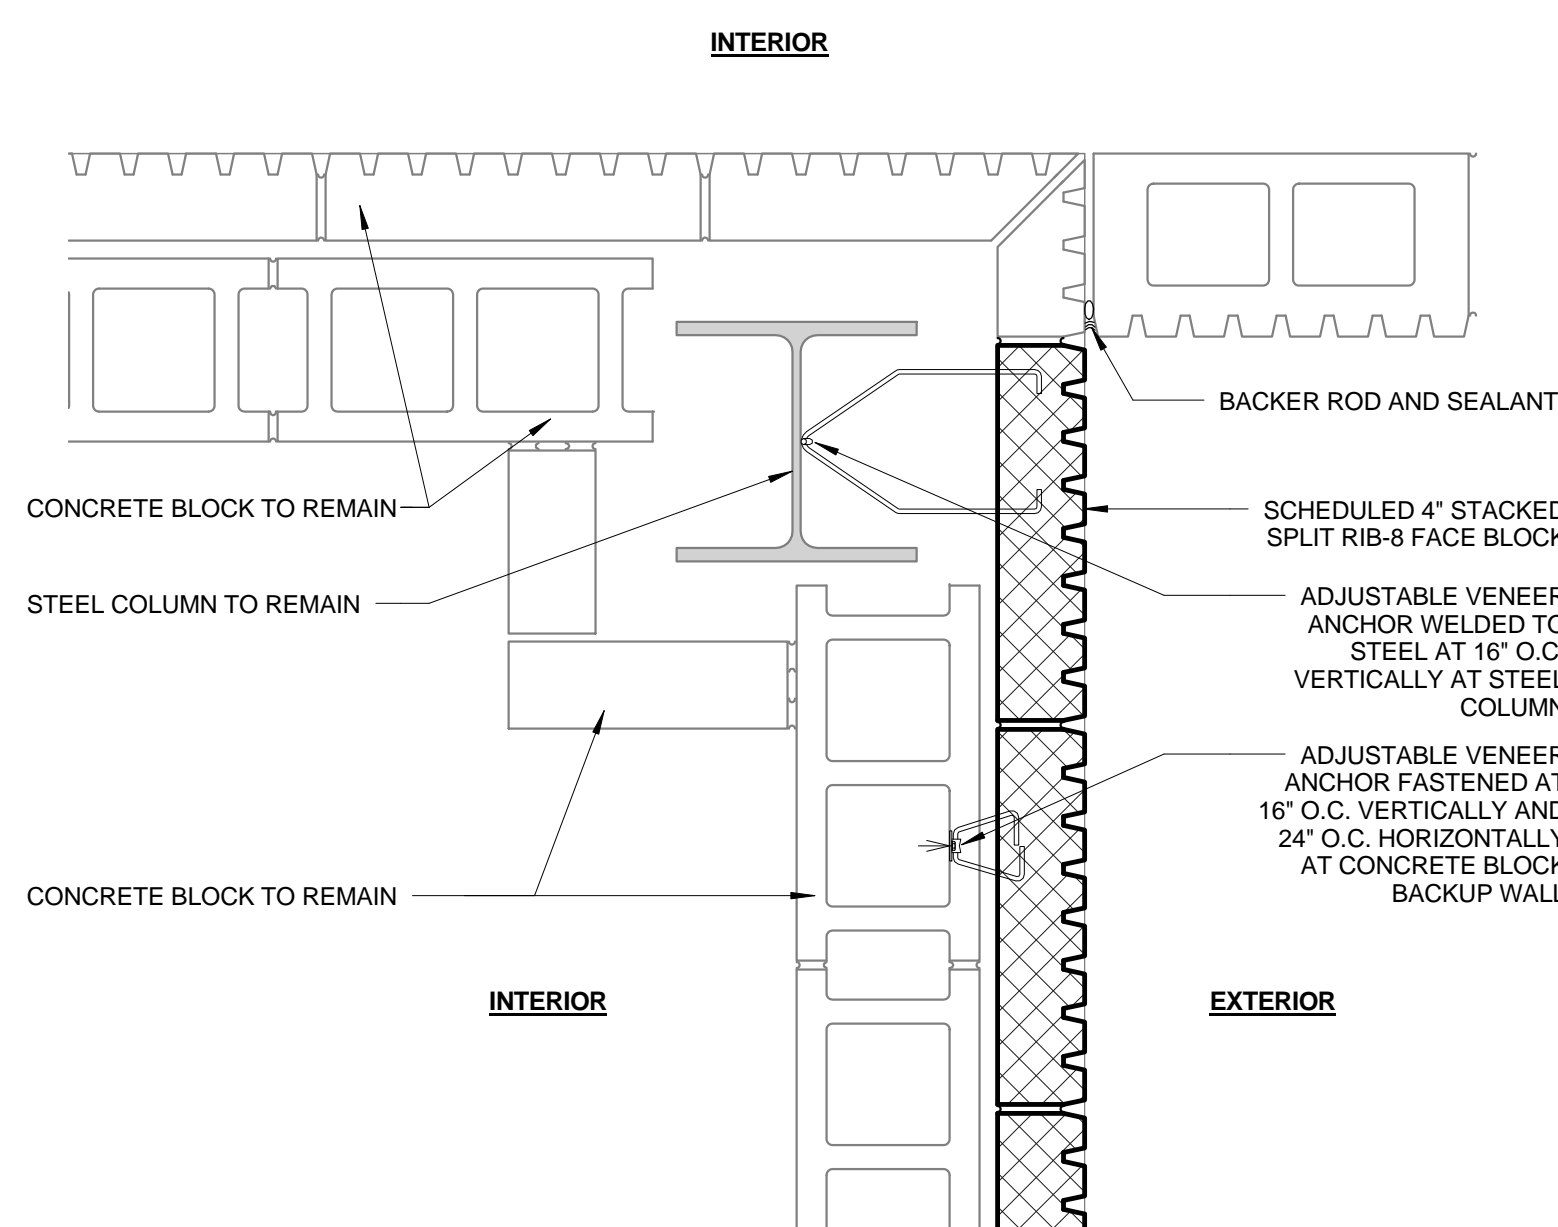 INTERIOR
BACKER ROD AND SEALANT
CONCRETE BLOCK TO REMAIN
SCHEDULED 4" STACKED
SPLIT RIB-8 FACE BLOCK
STEEL COLUMN TO REMAIN
ADJUSTABLE VENEER
ANCHOR WELDED TO
STEEL AT 16" O.C.
VERTICALLY AT STEEL
COLUMN
ADJUSTABLE VENEER
ANCHOR FASTENED AT
16" O.C. VERTICALLY AND
24" O.C. HORIZONTALLY
AT CONCRETE BLOCK
BACKUP WALL
CONCRETE BLOCK TO REMAIN
INTERIOR
EXTERIOR